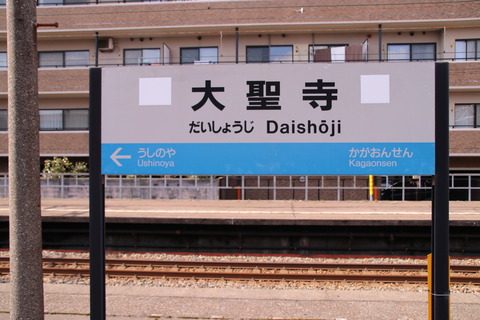 大聖寺
だいしょうじ Daishōji
← うしのや かがおんせん
Ushinoya Kagaonsen